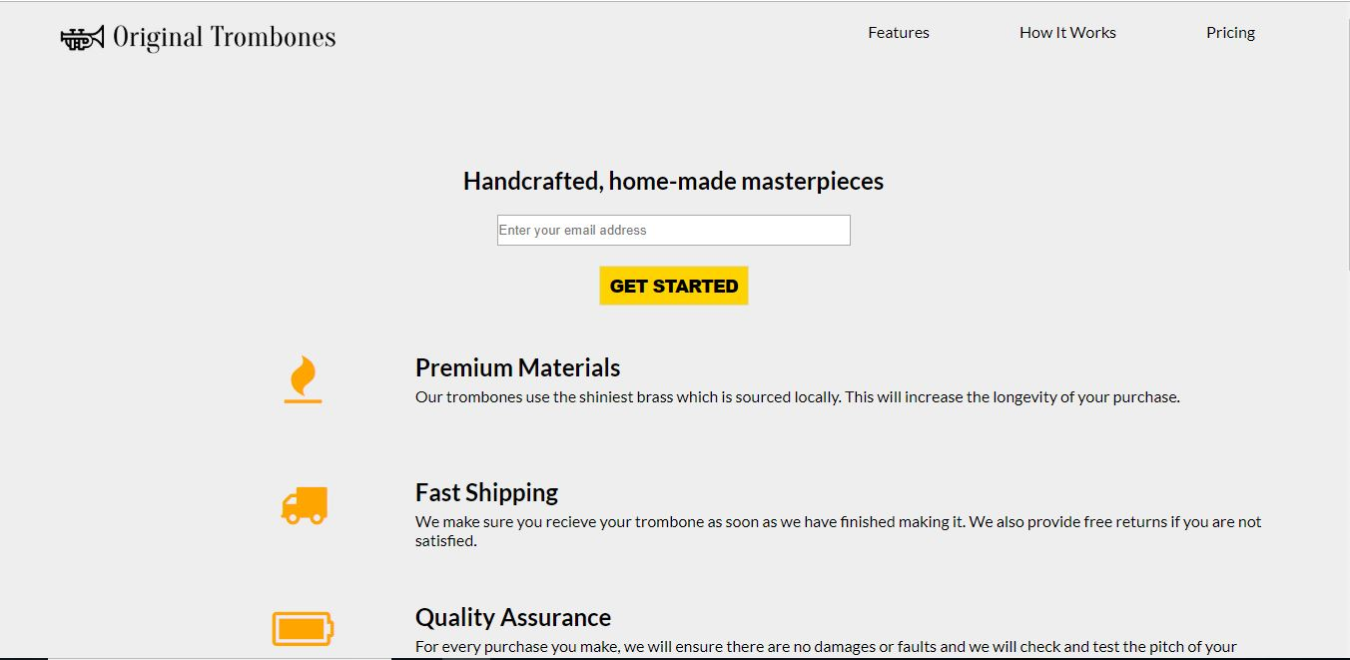 Original Trombones
Features
How It Works
Pricing
Handcrafted, home-made masterpieces
Enter your email address
GET STARTED
Premium Materials
Our trombones use the shiniest brass which is sourced locally. This will increase the longevity of your purchase.
Fast Shipping
We make sure you recieve your trombone as soon as we have finished making it. We also provide free returns if you are not
satisfied.
Quality Assurance
For every purchase you make, we will ensure there are no damages or faults and we will check and test the pitch of your